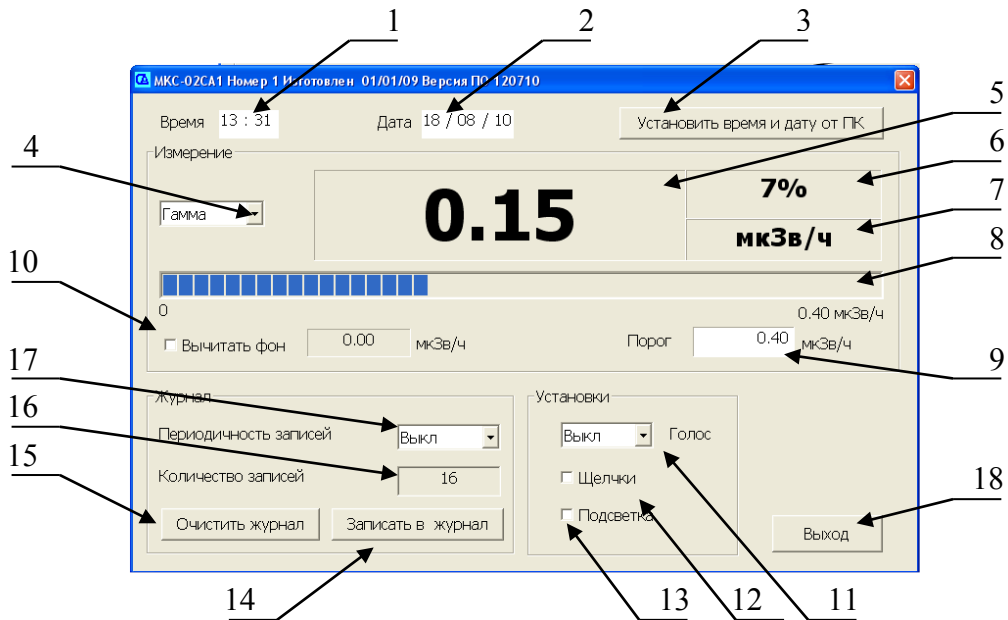 1 2 3
МКС-02СА1 Номер 1 Изготовлен 01/01/09 Версия ПО 120710
5
Время 13 : 31 Дата 18 / 08 / 10 Установить время и дату от ПК
6
4
Измерение
7% 
7
Гамма 0.15
мкЗв/ч
8
10
0 0.40 мкЗв/ч
Вычитать фон 0.00 мкЗв/ч Порог 0.40 мкЗв/ч
9
17
Журнал Установки
16
Периодичность записей Выкл Выкл Голос
15
Количество записей 16 Щелчки
18
Очистить журнал Записать в журнал Подсветка
Выход
14 13 12 11